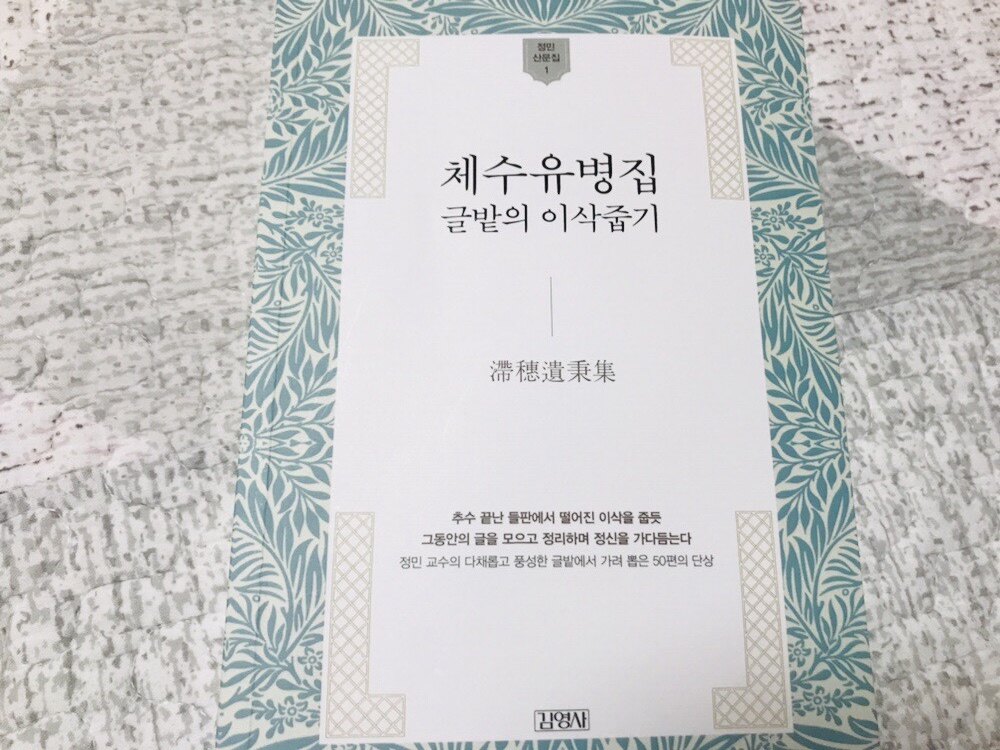 정민
산문집
1
체수유병집
글밭의 이삭줍기
滯穗遺秉集
추수 끝난 들판에서 떨어진 이삭을 줍듯
그동안의 글을 모으고 정리하며 정신을 가다듬는다
정민 교수의 다채롭고 풍성한 글밭에서 가려 뽑은 50편의 단상
김영사